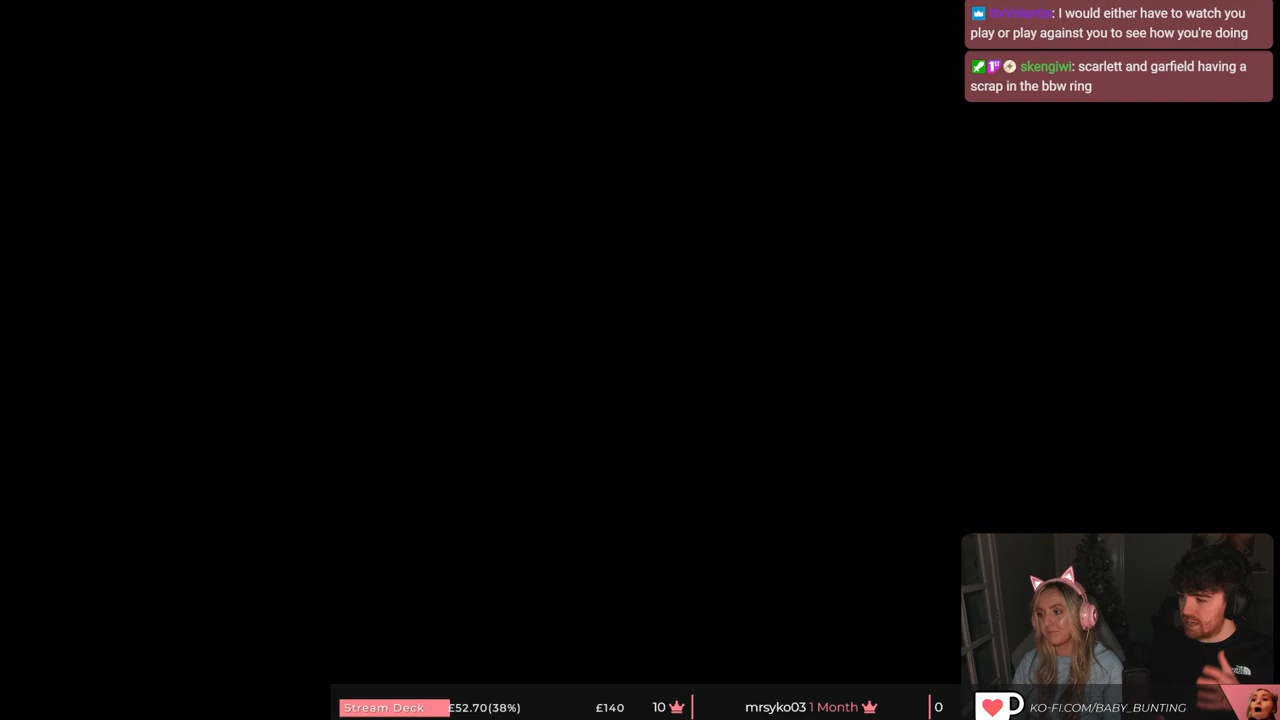 : I would either have to watch you
play or play against you to see how you're doing
1st skengiwi: scarlett and garfield having a
scrap in the bbw ring
Stream Deck £52.70(38%) £140 10 mrsyko03 1 Month 0 KO-FI.COM/BABY_BUNTING